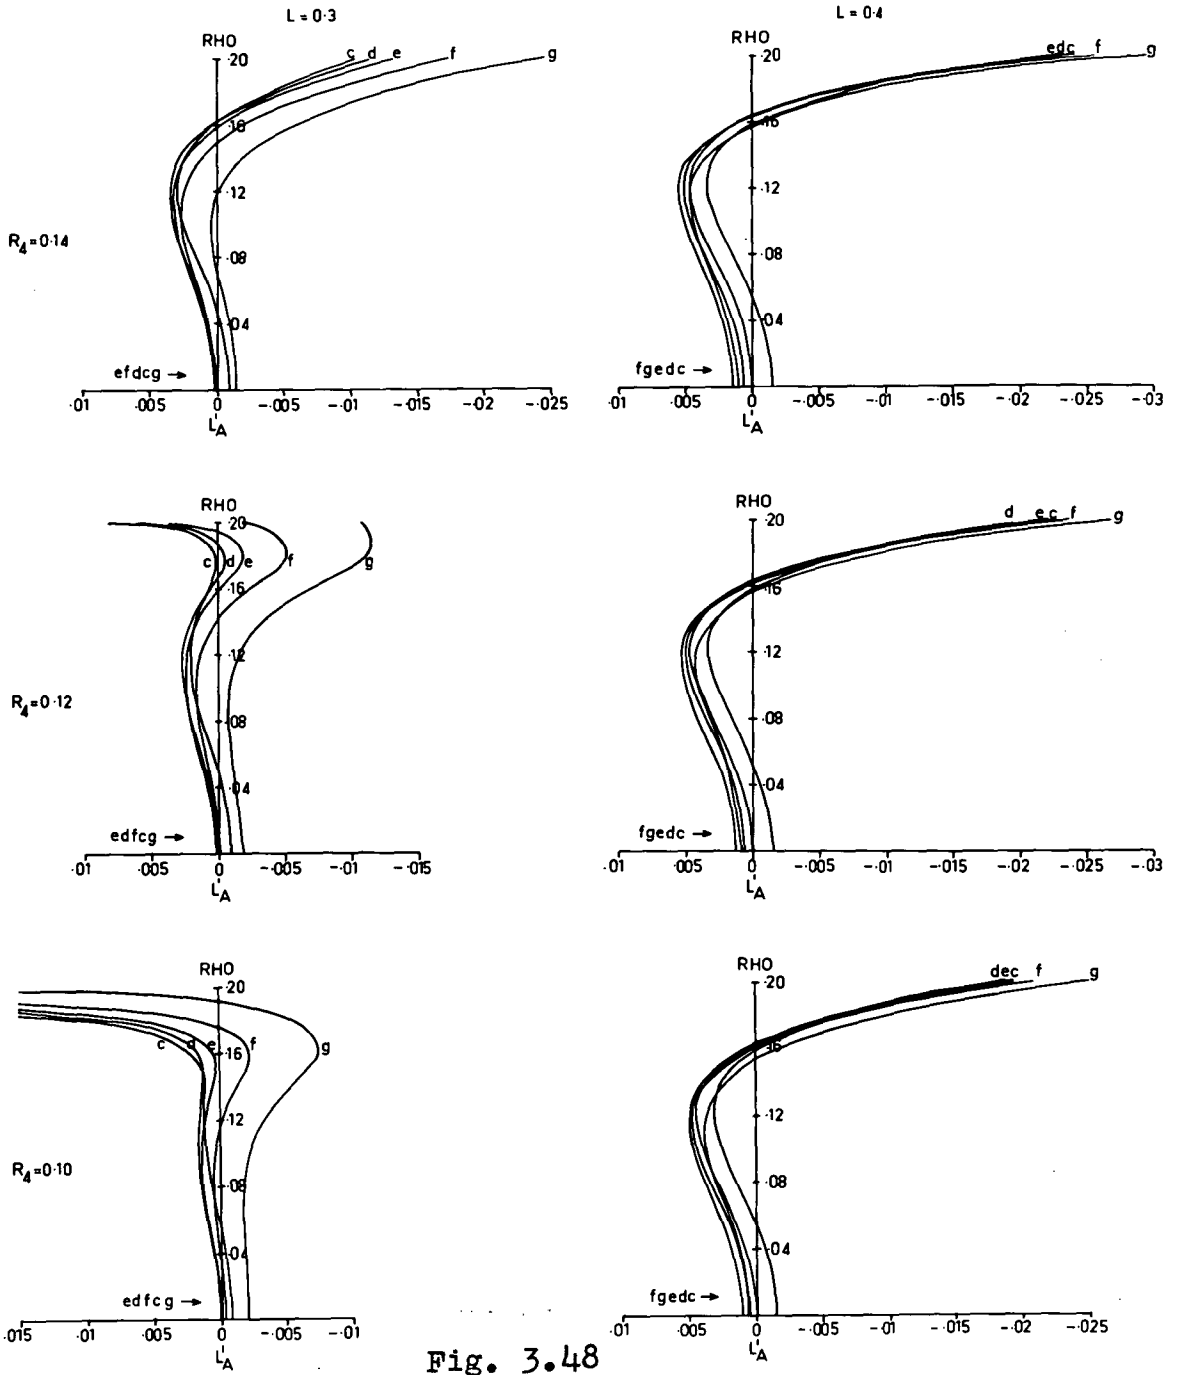 L = 0·3
L = 0·4
RHO
·20
c d e f g
·16
·12
·08
·04
R₄=0·14
efdcg →
·01 ·005 0 -·005 -·01 -·015 -·02 -·025
L'A
RHO
·20
edc f g
·16
·12
·08
·04
fgedc →
·01 ·005 0 -·005 -·01 -·015 -·02 -·025 -·03
L'A
RHO
·20
c d e f g
·16
·12
·08
·04
R₄=0·12
edfcg →
·01 ·005 0 -·005 -·01 -·015
L'A
RHO
·20
d e c f g
·16
·12
·08
·04
fgedc →
·01 ·005 0 -·005 -·01 -·015 -·02 -·025 -·03
L'A
RHO
·20
c d e f g
·16
·12
·08
·04
R₄=0·10
edfcg →
·015 ·01 ·005 0 -·005 -·01
L'A
RHO
·20
dec f g
·16
·12
·08
·04
fgedc →
·01 ·005 0 -·005 -·01 -·015 -·02 -·025
L'A
Fig. 3.48